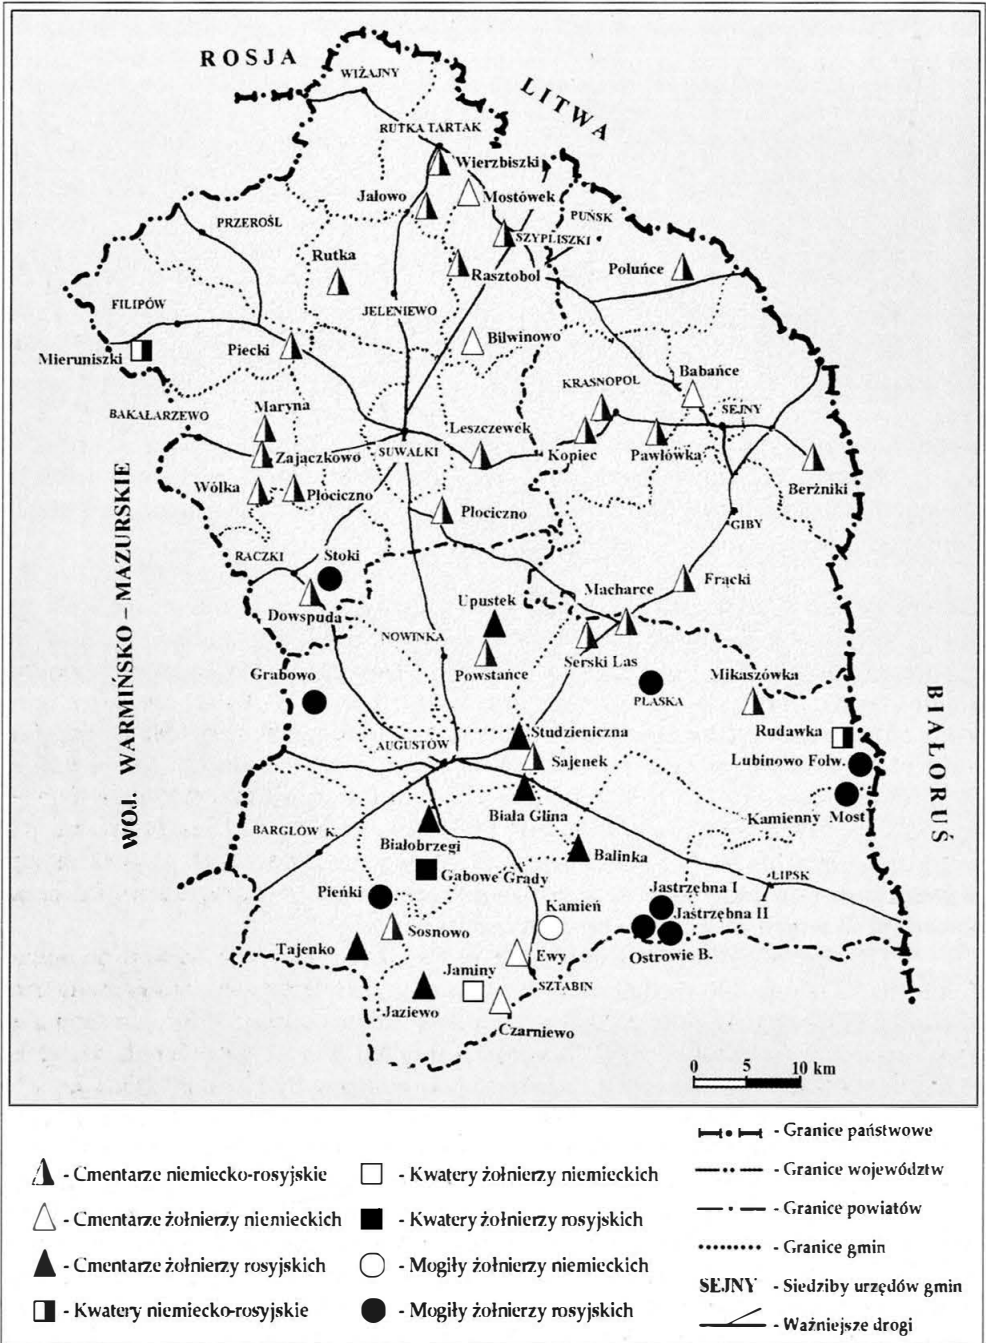 ROSJA
WIŻAJNY
LITWA
RUTKA TARTAK
Wierzbiszki
Jałowo
Mostówek
PUŃSK
PRZEROŚL
SZYPLISZKI
Rutka
Rasztobol
Poluńce
FILIPÓW
JELENIEWO
Mieruniszki
Piecki
Bilwinowo
Babańce
KRASNOPOL
BAKAŁARZEWO
Maryna
SEJNY
Leszczewek
Zajączkowo
SUWAŁKI
Kopiec
Pawłówka
Wólka
Płóciczno
Berżniki
Płociczno
GIBY
RACZKI
Stoki
Macharce
Frącki
Upustek
Dowspuda
NOWINKA
Serski Las
Grabowo
Powstańce
Mikaszówka
PŁASKA
Studzieniczna
Rudawka
AUGUSTÓW
Sajenek
Lubinowo Folw.
WOJ. WARMIŃSKO - MAZURSKIE
BIAŁORUŚ
Biała Glina
Kamienny Most
BARGŁÓW K.
Białobrzegi
Balinka
Gabowe Grądy
LIPSK
Pieńki
Jastrzębna I
Kamień
Jastrzębna II
Sosnowo
Tajenko
Ewy
Ostrowie B.
Jaminy
SZTABIN
Jaziewo
Czarniewo
0 5 10 km
- Cmentarze niemiecko-rosyjskie
- Cmentarze żołnierzy niemieckich
- Cmentarze żołnierzy rosyjskich
- Kwatery niemiecko-rosyjskie
- Kwatery żołnierzy niemieckich
- Kwatery żołnierzy rosyjskich
- Mogiły żołnierzy niemieckich
- Mogiły żołnierzy rosyjskich
- Granice państwowe
- Granice województw
- Granice powiatów
- Granice gmin
SEJNY - Siedziby urzędów gmin
- Ważniejsze drogi